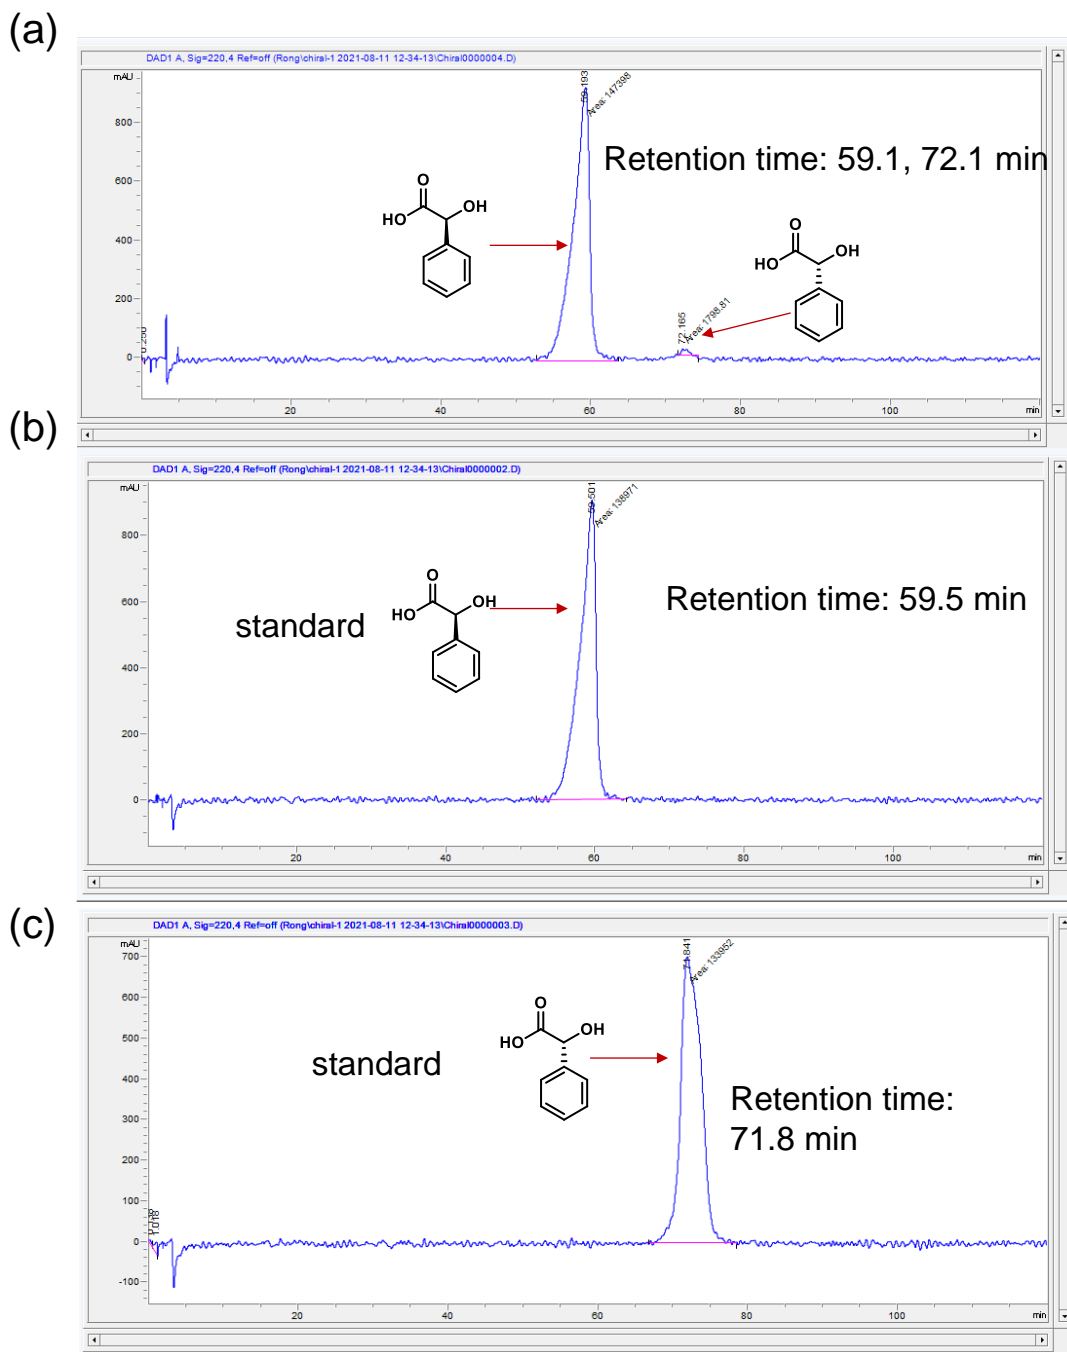 (a)
DAD1 A, Sig=220,4 Ref=off (Rong\chiral-1 2021-08-11 12-34-13\Chiral0000004.D)
mAU
59.193
Area: 147398
800
Retention time: 59.1, 72.1 min
600
O
HO
OH
400
O
HO
OH
200
72.165
Area: 1798.81
0.250
0
20
40
60
80
100
min
(b)
DAD1 A, Sig=220,4 Ref=off (Rong\chiral-1 2021-08-11 12-34-13\Chiral0000002.D)
mAU
59.501
Area: 138971
800
O
HO
OH
Retention time: 59.5 min
600
standard
400
200
0
20
40
60
80
100
min
(c)
DAD1 A, Sig=220,4 Ref=off (Rong\chiral-1 2021-08-11 12-34-13\Chiral0000003.D)
mAU
71.841
Area: 133952
700
600
O
HO
OH
500
standard
400
Retention time:
71.8 min
300
200
100
1.018
0
-100
20
40
60
80
100
min